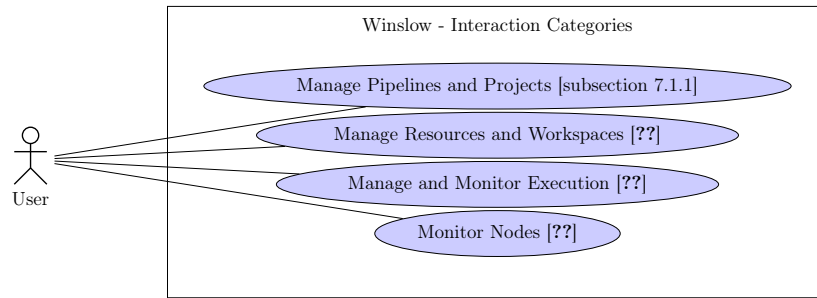 Winslow - Interaction Categories
Manage Pipelines and Projects [subsection 7.1.1]
Manage Resources and Workspaces [??]
Manage and Monitor Execution [??]
Monitor Nodes [??]
User